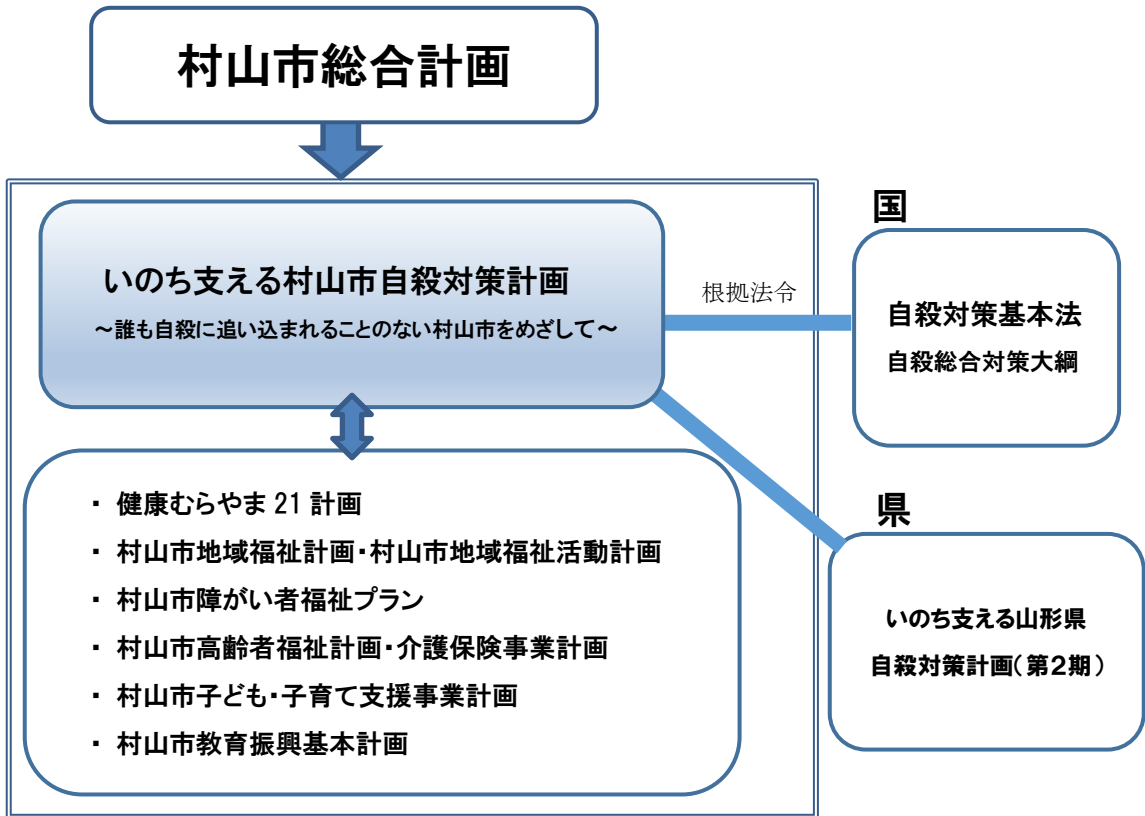 村山市総合計画
いのち支える村山市自殺対策計画
～誰も自殺に追い込まれることのない村山市をめざして～
根拠法令
国
自殺対策基本法
自殺総合対策大綱
・ 健康むらやま 21 計画
・ 村山市地域福祉計画・村山市地域福祉活動計画
・ 村山市障がい者福祉プラン
・ 村山市高齢者福祉計画・介護保険事業計画
・ 村山市子ども・子育て支援事業計画
・ 村山市教育振興基本計画
県
いのち支える山形県
自殺対策計画（第２期）